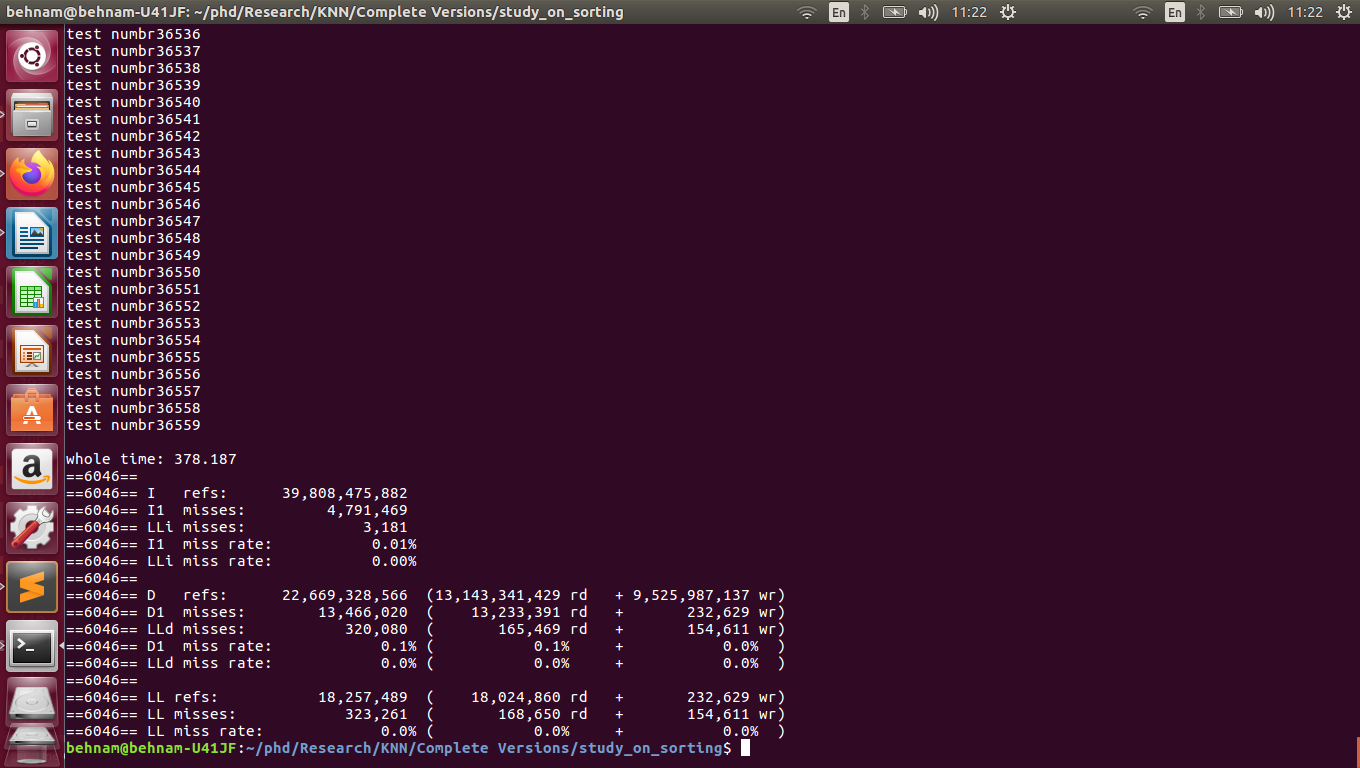 behnam@behnam-U41JF: ~/phd/Research/KNN/Complete Versions/study_on_sorting En 11:22 En 11:22
test numbr36536
test numbr36537
test numbr36538
test numbr36539
test numbr36540
test numbr36541
test numbr36542
test numbr36543
test numbr36544
test numbr36545
test numbr36546
test numbr36547
test numbr36548
test numbr36549
test numbr36550
test numbr36551
test numbr36552
test numbr36553
test numbr36554
test numbr36555
test numbr36556
test numbr36557
test numbr36558
test numbr36559
whole time: 378.187
==6046==
==6046== I   refs:      39,808,475,882
==6046== I1  misses:         4,791,469
==6046== LLi misses:             3,181
==6046== I1  miss rate:           0.01%
==6046== LLi miss rate:           0.00%
==6046==
==6046== D   refs:      22,669,328,566  (13,143,341,429 rd   + 9,525,987,137 wr)
==6046== D1  misses:        13,466,020  (    13,233,391 rd   +       232,629 wr)
==6046== LLd misses:           320,080  (       165,469 rd   +       154,611 wr)
==6046== D1  miss rate:            0.1% (           0.1%     +           0.0%  )
==6046== LLd miss rate:            0.0% (           0.0%     +           0.0%  )
==6046==
==6046== LL refs:           18,257,489  (    18,024,860 rd   +       232,629 wr)
==6046== LL misses:            323,261  (       168,650 rd   +       154,611 wr)
==6046== LL miss rate:             0.0% (           0.0%     +           0.0%  )
behnam@behnam-U41JF:~/phd/Research/KNN/Complete Versions/study_on_sorting$